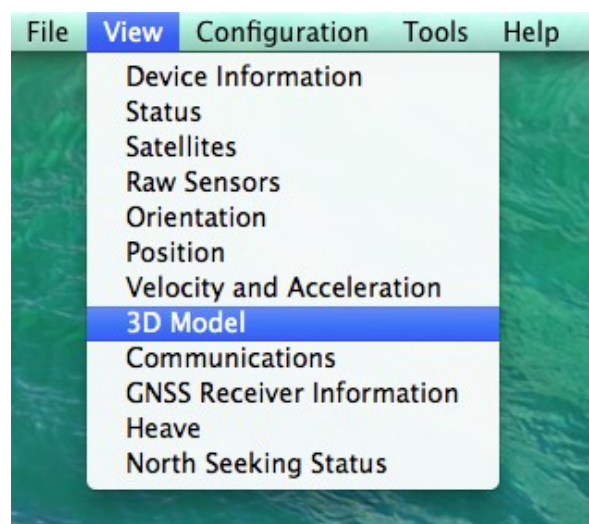 File View Configuration Tools Help
Device Information
Status
Satellites
Raw Sensors
Orientation
Position
Velocity and Acceleration
3D Model
Communications
GNSS Receiver Information
Heave
North Seeking Status